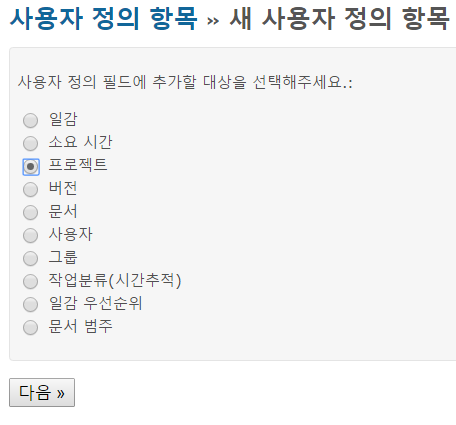 사용자 정의 항목 » 새 사용자 정의 항목
사용자 정의 필드에 추가할 대상을 선택해주세요.:
일감
소요 시간
프로젝트
버전
문서
사용자
그룹
작업분류(시간추적)
일감 우선순위
문서 범주
다음 »